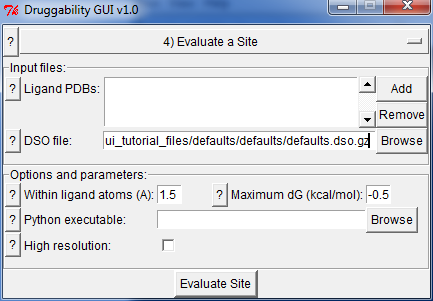 Druggability GUI v1.0
? 4) Evaluate a Site
Input files:
? Ligand PDBs: Add
Remove
? DSO file: ui_tutorial_files/defaults/defaults/defaults.dso.gz Browse
Options and parameters:
? Within ligand atoms (A): 1.5 ? Maximum dG (kcal/mol): -0.5
? Python executable: Browse
? High resolution:
Evaluate Site